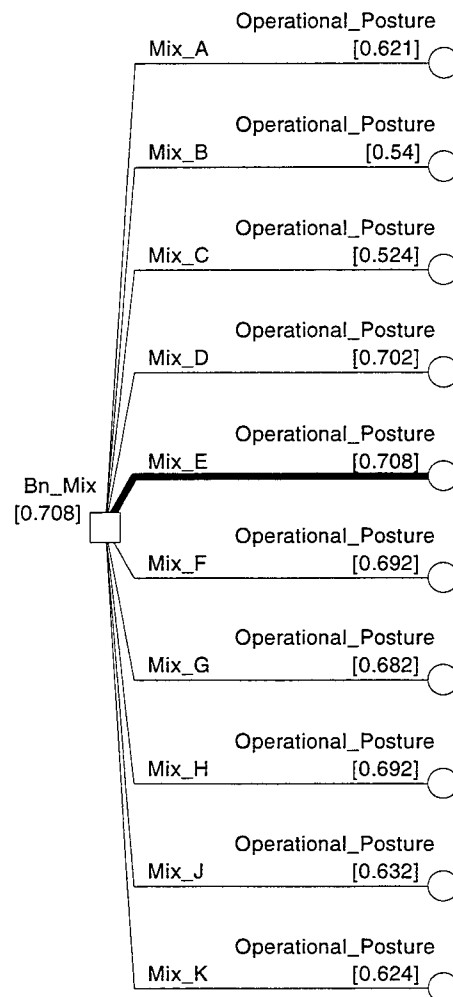 Operational_Posture
Mix_A [0.621]
Operational_Posture
Mix_B [0.54]
Operational_Posture
Mix_C [0.524]
Operational_Posture
Mix_D [0.702]
Operational_Posture
Mix_E [0.708]
Bn_Mix
[0.708]
Operational_Posture
Mix_F [0.692]
Operational_Posture
Mix_G [0.682]
Operational_Posture
Mix_H [0.692]
Operational_Posture
Mix_J [0.632]
Operational_Posture
Mix_K [0.624]